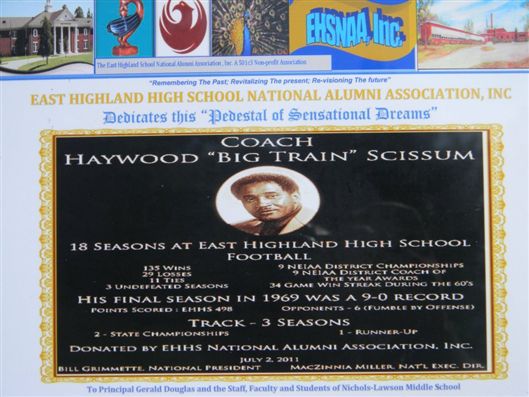 EHSNAA, Inc.
The East Highland School National Alumni Association, Inc. A 501c3 Non-profit Association
"Remembering The Past; Revitalizing The present; Re-visioning The future"
EAST HIGHLAND HIGH SCHOOL NATIONAL ALUMNI ASSOCIATION, INC
Dedicates this "Pedestal of Sensational Dreams"
COACH
HAYWOOD "BIG TRAIN" SCISSUM
18 SEASONS AT EAST HIGHLAND HIGH SCHOOL
FOOTBALL
135 WINS
29 LOSSES
11 TIES
3 UNDEFEATED SEASONS
9 NEIAA DISTRICT CHAMPIONSHIPS
9 NEIAA DISTRICT COACH OF
THE YEAR AWARDS
34 GAME WIN STREAK DURING THE 60'S
HIS FINAL SEASON IN 1969 WAS A 9-0 RECORD
POINTS SCORED : EHHS 498 OPPONENTS - 6 (FUMBLE BY OFFENSE)
TRACK - 3 SEASONS
2 - STATE CHAMPIONSHIPS 1 - RUNNER-UP
DONATED BY EHHS NATIONAL ALUMNI ASSOCIATION, INC.
JULY 2, 2011
BILL GRIMMETTE, NATIONAL PRESIDENT MACZINNIA MILLER, NAT'L EXEC. DIR.
To Principal Gerald Douglas and the Staff, Faculty and Students of Nichols-Lawson Middle School